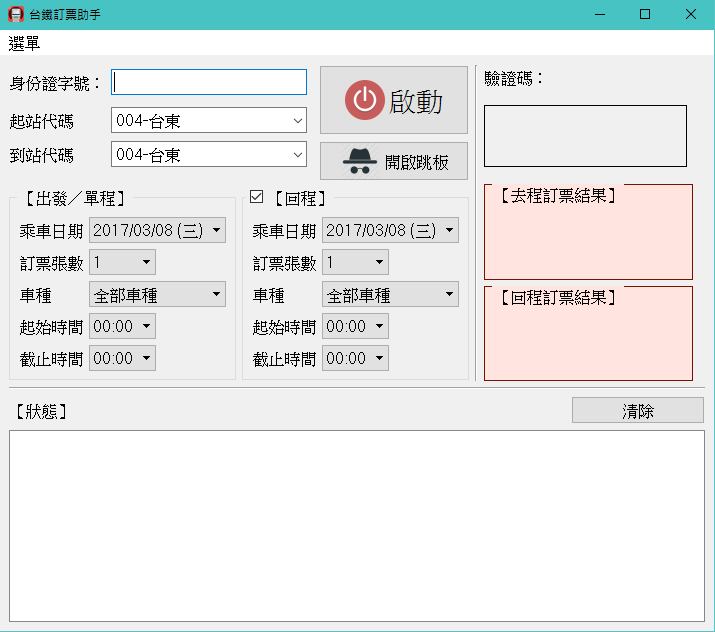 台鐵訂票助手
選單
身份證字號：
起站代碼
004-台東
到站代碼
004-台東
啟動
開啟跳板
驗證碼：
【出發／單程】
乘車日期
2017/03/08 (三)
訂票張數
1
車種
全部車種
起始時間
00:00
截止時間
00:00
【回程】
乘車日期
2017/03/08 (三)
訂票張數
1
車種
全部車種
起始時間
00:00
截止時間
00:00
【去程訂票結果】
【回程訂票結果】
【狀態】
清除